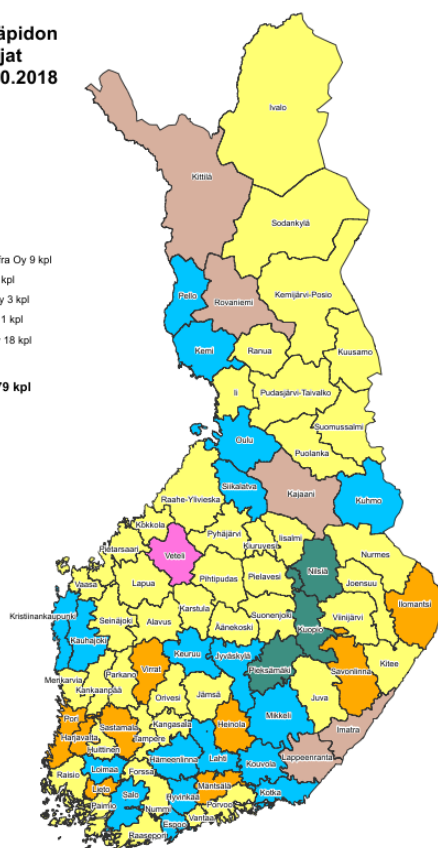 äpidon
jat
0.2018
Ivalo
Kittilä
Sodankylä
fra Oy 9 kpl
kpl
y 3 kpl
1 kpl
18 kpl
79 kpl
Pello
Rovaniemi
Kemijärvi-Posio
Kemi
Ranua
Kuusamo
Ii
Pudasjärvi-Taivalko
Suomussalmi
Oulu
Puolanka
Siikalatva
Kajaani
Kuhmo
Raahe-Ylivieska
Kokkola
Pyhäjärvi
Iisalmi
Kiuruvesi
Nurmes
Pietarsaari
Veteli
Nilsiä
Vaasa
Lapua
Pihtipudas
Pielavesi
Joensuu
Ilomantsi
Kristiinankaupunki
Seinäjoki
Alavus
Karstula
Äänekoski
Suonenjoki
Viinijärvi
Kauhajoki
Kuopio
Merikarvia
Parkano
Virrat
Keuruu
Jyväskylä
Pieksämäki
Savonlinna
Kitee
Kankaanpää
Orivesi
Jämsä
Juva
Pori
Sastamala
Kangasala
Heinola
Mikkeli
Imatra
Harjavalta
Huittinen
Tampere
Raisio
Loimaa
Forssa
Hämeenlinna
Lahti
Kouvola
Lappeenranta
Lieto
Salo
Hyvinkää
Mäntsälä
Kotka
Paimio
Nummi
Porvoo
Raasepori
Espoo
Vantaa